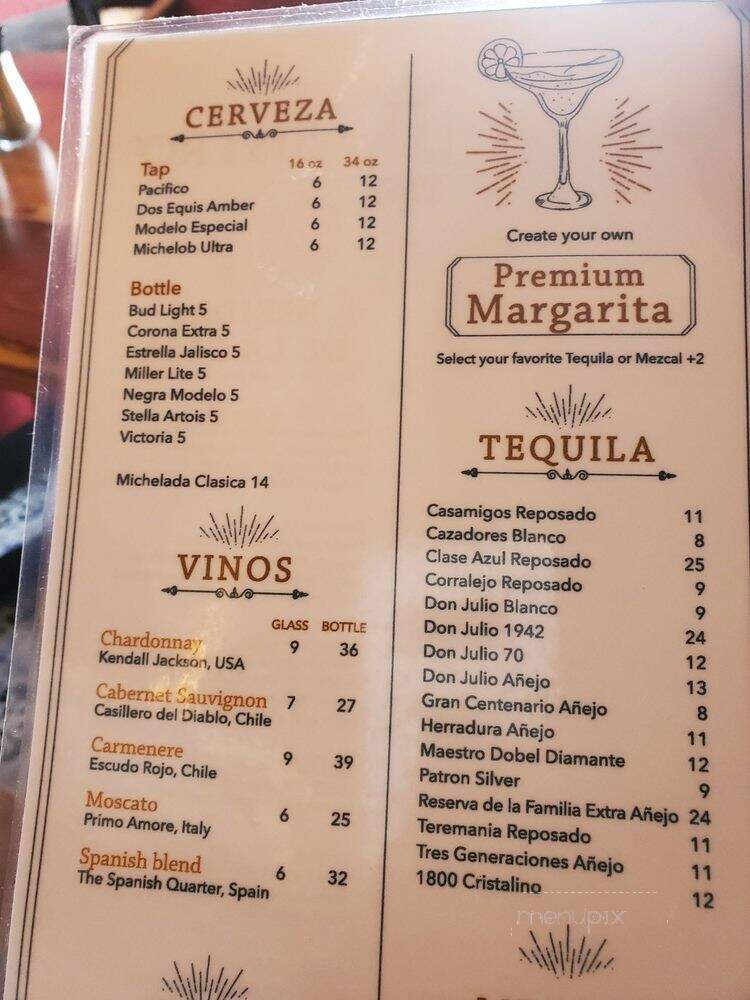 CERVEZA
Tap 16 oz 34 oz
Pacifico 6 12
Dos Equis Amber 6 12
Modelo Especial 6 12
Michelob Ultra 6 12
Bottle
Bud Light 5
Corona Extra 5
Estrella Jalisco 5
Miller Lite 5
Negra Modelo 5
Stella Artois 5
Victoria 5
Michelada Clasica 14
VINOS
GLASS BOTTLE
Chardonnay 9 36
Kendall Jackson, USA
Cabernet Sauvignon 7 27
Casillero del Diablo, Chile
Carmenere 9 39
Escudo Rojo, Chile
Moscato 6 25
Primo Amore, Italy
Spanish blend 6 32
The Spanish Quarter, Spain
Create your own
Premium
Margarita
Select your favorite Tequila or Mezcal +2
TEQUILA
Casamigos Reposado 11
Cazadores Blanco 8
Clase Azul Reposado 25
Corralejo Reposado 9
Don Julio Blanco 9
Don Julio 1942 24
Don Julio 70 12
Don Julio Añejo 13
Gran Centenario Añejo 8
Herradura Añejo 11
Maestro Dobel Diamante 12
Patron Silver 9
Reserva de la Familia Extra Añejo 24
Teremania Reposado 11
Tres Generaciones Añejo 11
1800 Cristalino 12
menupix